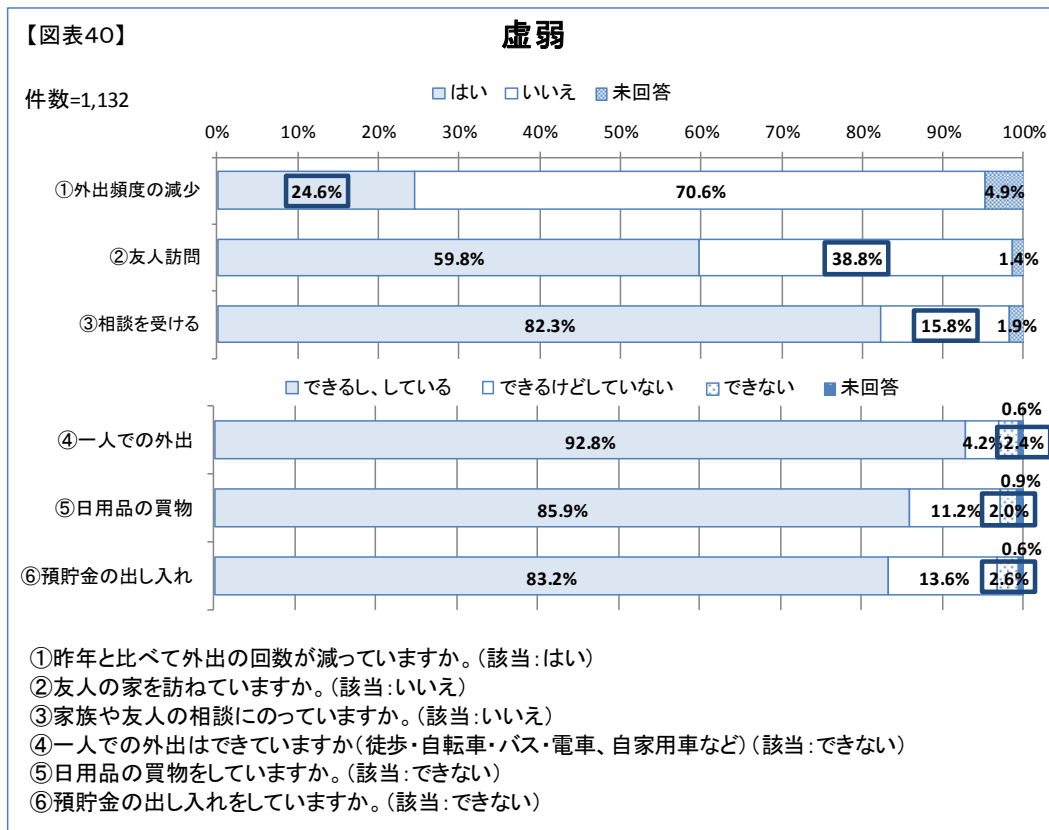 【図表40】
虚弱
件数=1,132
はい いいえ 未回答
0% 10% 20% 30% 40% 50% 60% 70% 80% 90% 100%
①外出頻度の減少 24.6% 70.6% 4.9%
②友人訪問 59.8% 38.8% 1.4%
③相談を受ける 82.3% 15.8% 1.9%
できるし、している できるけどしていない できない 未回答
0.6%
④一人での外出 92.8% 4.2% 2.4%
0.9%
⑤日用品の買物 85.9% 11.2% 2.0%
0.6%
⑥預貯金の出し入れ 83.2% 13.6% 2.6%
①昨年と比べて外出の回数が減っていますか。(該当:はい)
②友人の家を訪ねていますか。(該当:いいえ)
③家族や友人の相談にのっていますか。(該当:いいえ)
④一人での外出はできていますか(徒歩・自転車・バス・電車、自家用車など)(該当:できない)
⑤日用品の買物をしていますか。(該当:できない)
⑥預貯金の出し入れをしていますか。(該当:できない)